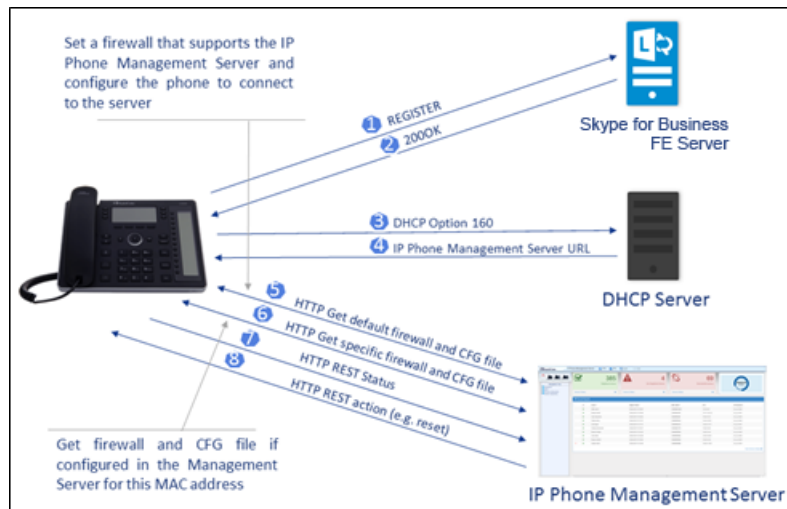 Set a firewall that supports the IP
Phone Management Server and
configure the phone to connect
to the server
1 REGISTER
2 200OK
Skype for Business
FE Server
3 DHCP Option 160
4 IP Phone Management Server URL
DHCP Server
5 HTTP Get default firewall and CFG file
6 HTTP Get specific firewall and CFG file
7 HTTP REST Status
8 HTTP REST action (e.g. reset)
Get firewall and CFG file if
configured in the Management
Server for this MAC address
IP Phone Management Server